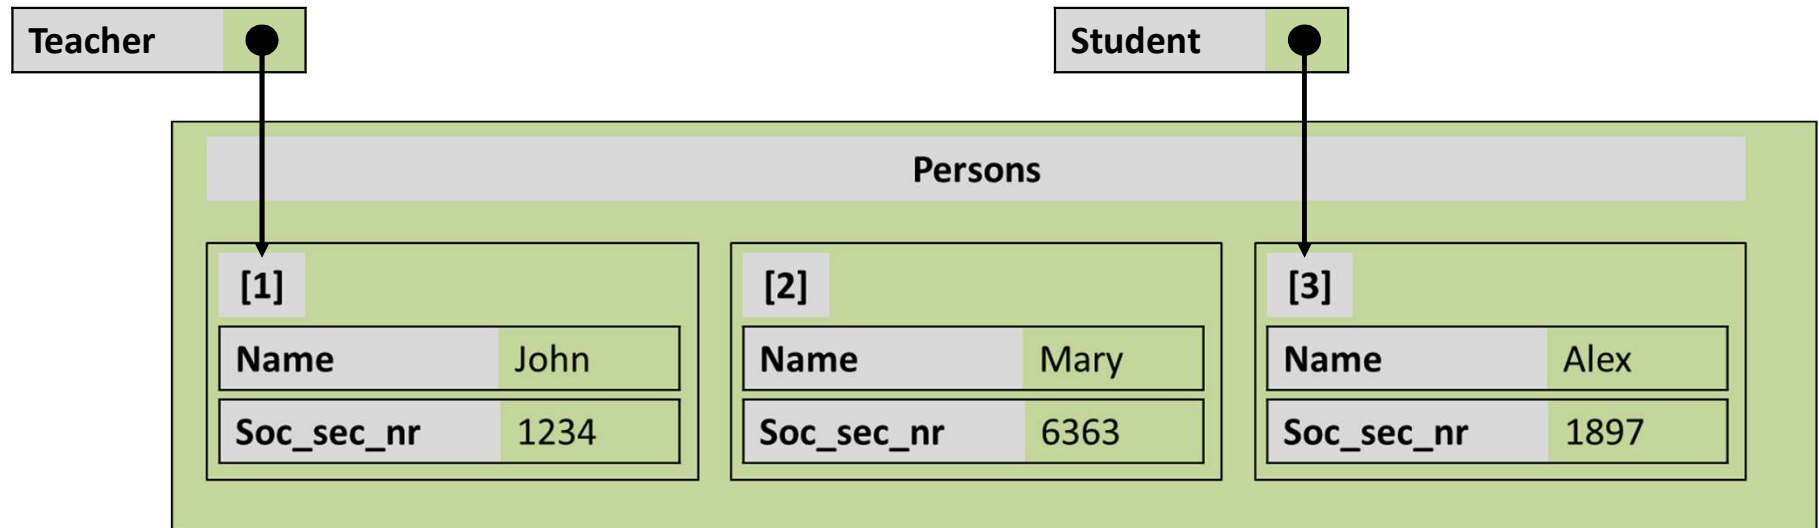 Teacher
Student
Persons
[1]
Name John
Soc_sec_nr 1234
[2]
Name Mary
Soc_sec_nr 6363
[3]
Name Alex
Soc_sec_nr 1897